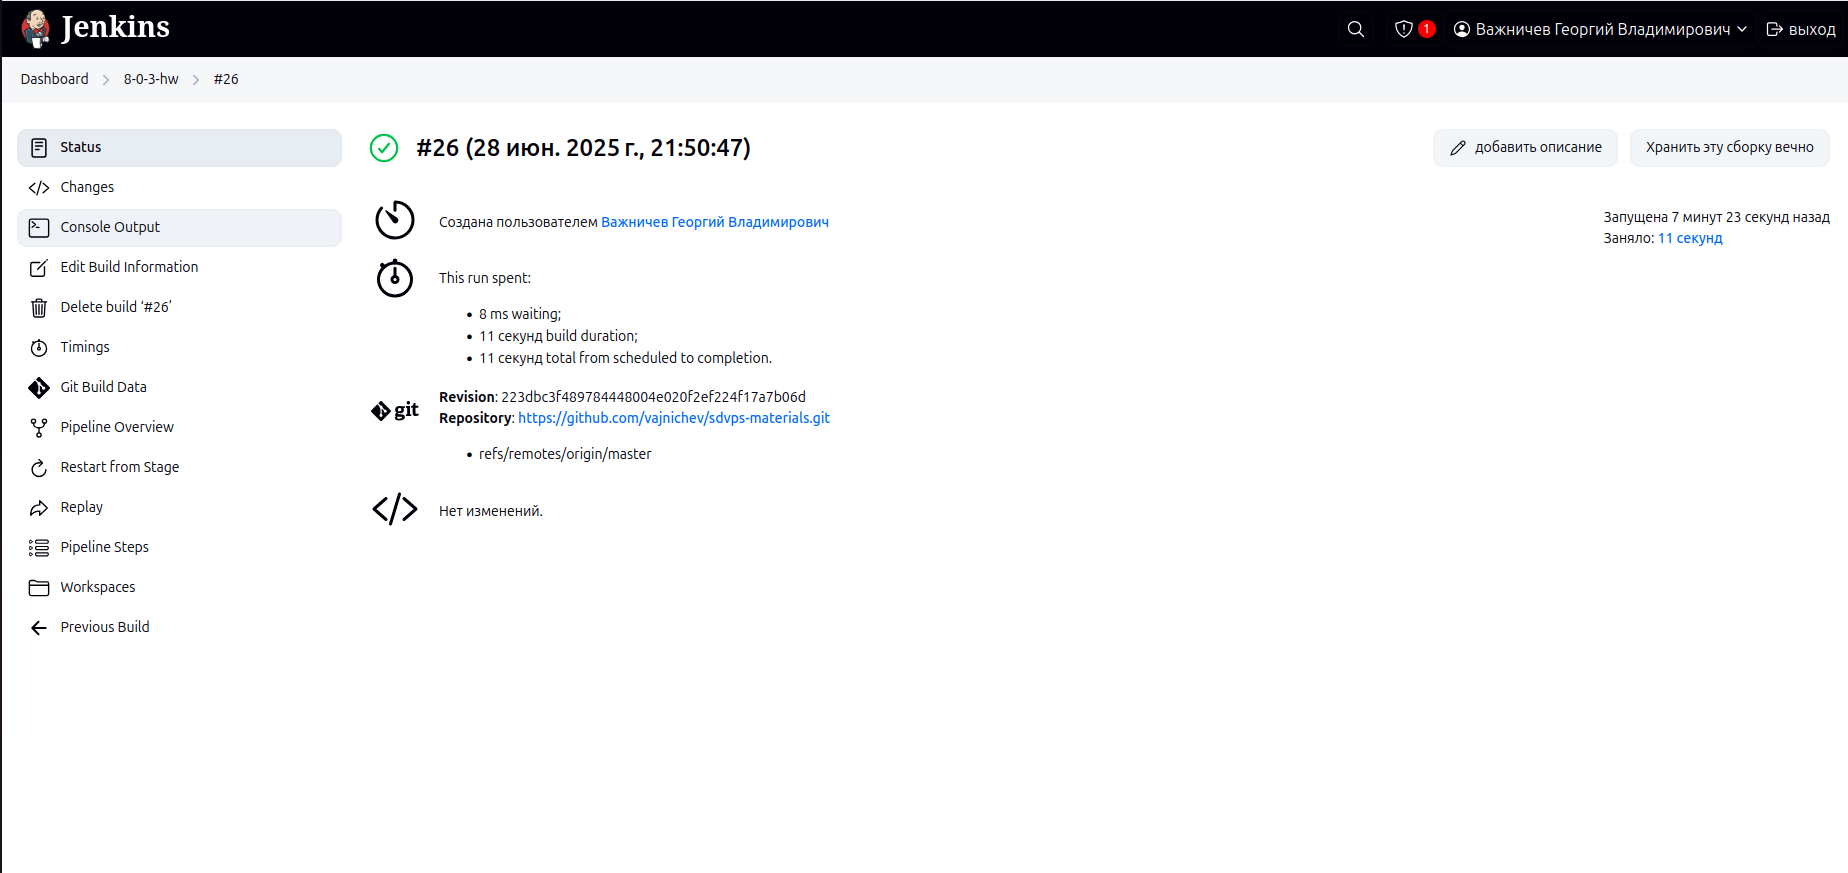 Jenkins
1
Важничев Георгий Владимирович
выход
Dashboard
8-0-3-hw
#26
Status
Changes
Console Output
Edit Build Information
Delete build ‘#26’
Timings
Git Build Data
Pipeline Overview
Restart from Stage
Replay
Pipeline Steps
Workspaces
Previous Build
#26 (28 июн. 2025 г., 21:50:47)
добавить описание
Хранить эту сборку вечно
Создана пользователем Важничев Георгий Владимирович
Запущена 7 минут 23 секунд назад
Заняло: 11 секунд
This run spent:
8 ms waiting;
11 секунд build duration;
11 секунд total from scheduled to completion.
git
Revision: 223dbc3f489784448004e020f2ef224f17a7b06d
Repository: https://github.com/vajnichev/sdvps-materials.git
refs/remotes/origin/master
Нет изменений.